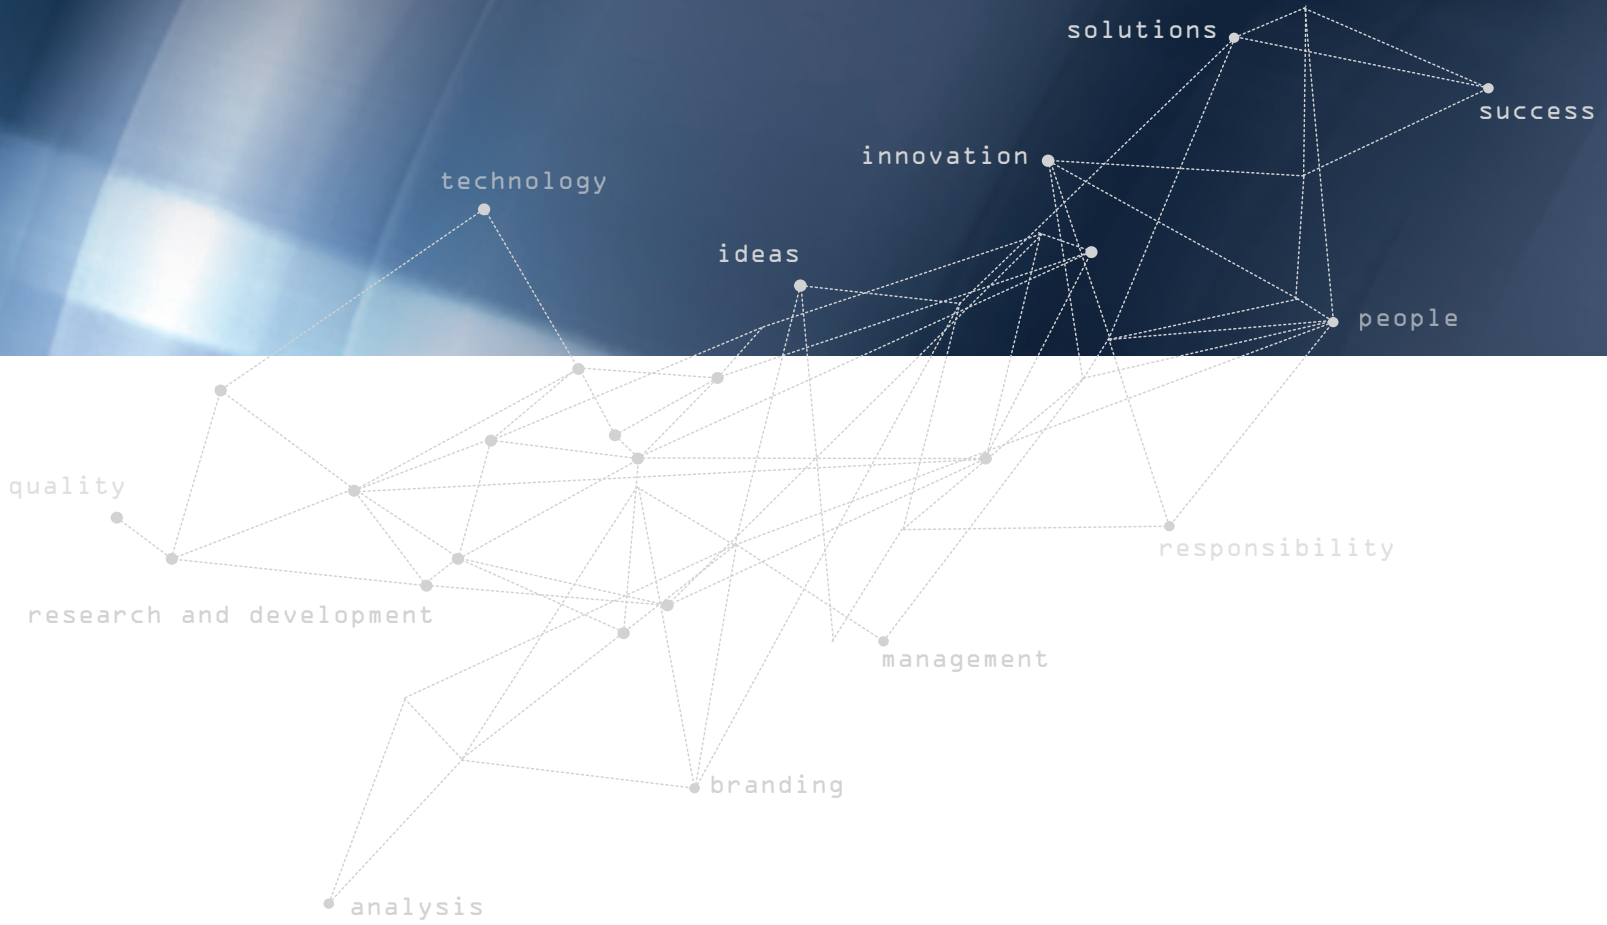 solutions
success
innovation
technology
ideas
people
quality
responsibility
research and development
management
branding
analysis